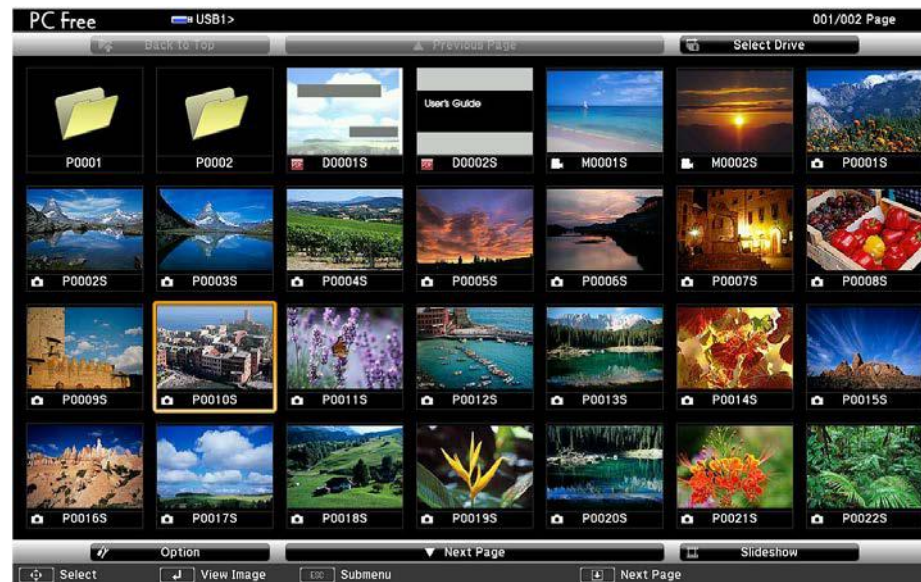 PC Free USB1> 001/002 Page
Back to Top ▲ Previous Page Select Drive
User's Guide
P0001 P0002 D0001S D0002S M0001S M0002S P0001S
P0002S P0003S P0004S P0005S P0006S P0007S P0008S
P0009S P0010S P0011S P0012S P0013S P0014S P0015S
P0016S P0017S P0018S P0019S P0020S P0021S P0022S
Option ▼ Next Page Slideshow
Select View Image Esc Submenu Next Page